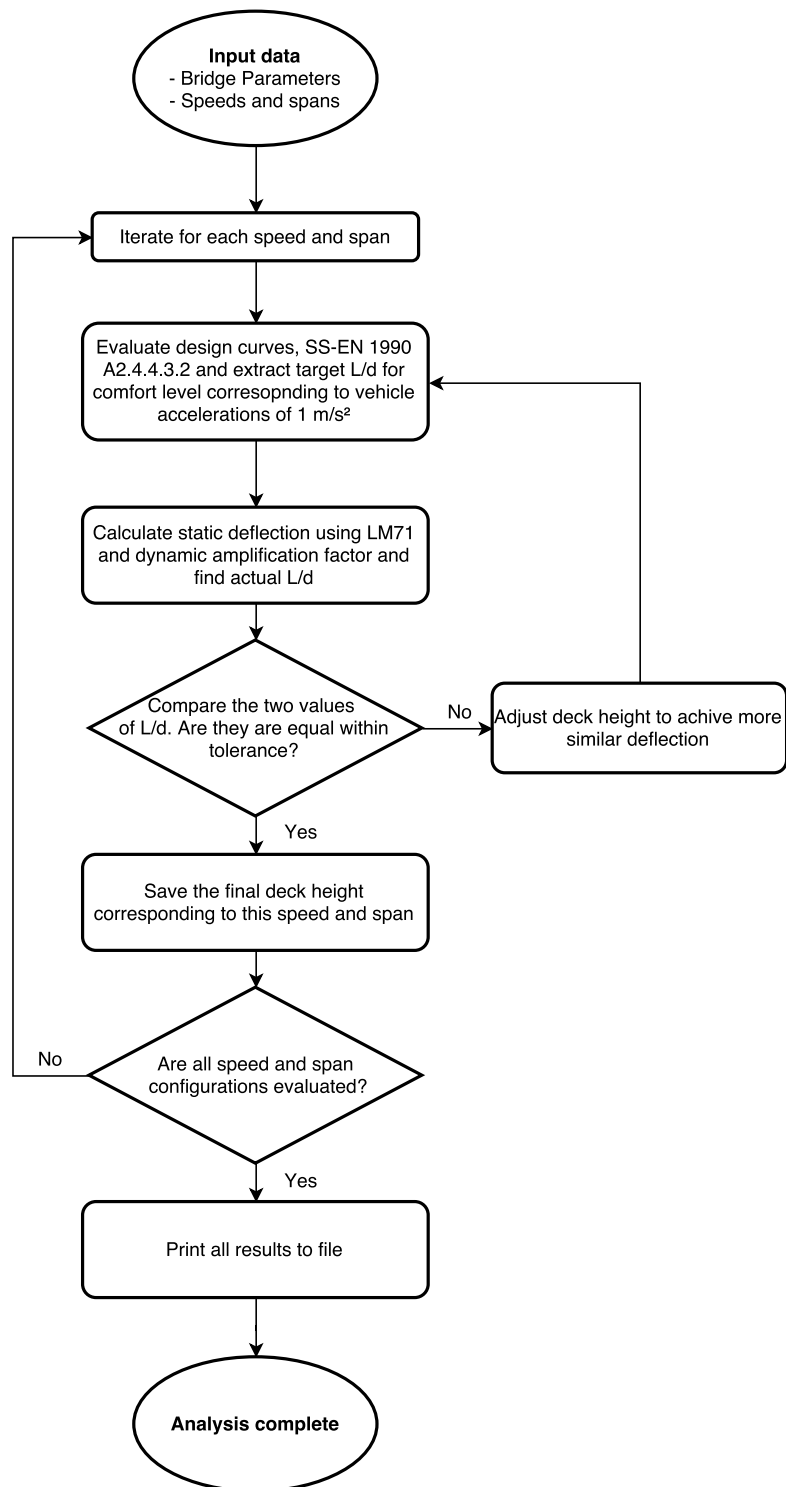 Input data
- Bridge Parameters
- Speeds and spans
Iterate for each speed and span
Evaluate design curves, SS-EN 1990
A2.4.4.3.2 and extract target L/d for
comfort level corresopnding to vehicle
accelerations of 1 m/s²
Calculate static deflection using LM71
and dynamic amplification factor and
find actual L/d
Compare the two values
of L/d. Are they are equal within
tolerance?
No
Adjust deck height to achive more
similar deflection
Yes
Save the final deck height
corresponding to this speed and span
No
Are all speed and span
configurations evaluated?
Yes
Print all results to file
Analysis complete